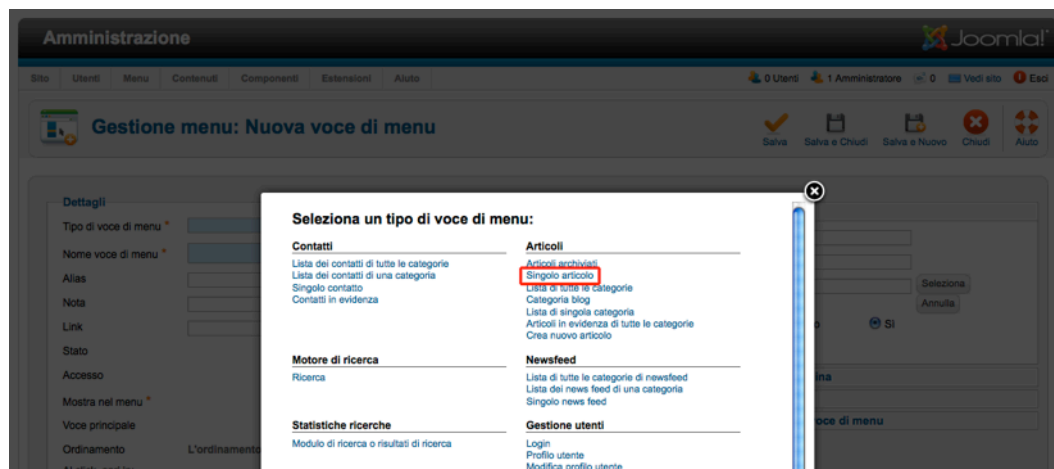 Amministrazione
Joomla!
Sito Utenti Menu Contenuti Componenti Estensioni Aiuto
0 Utenti 1 Amministratore 0 Vedi sito Esci
Gestione menu: Nuova voce di menu
Salva Salva e Chiudi Salva e Nuovo Chiudi Aiuto
Dettagli
Tipo di voce di menu *
Nome voce di menu *
Alias
Nota
Link
Stato
Accesso
Mostra nel menu *
Voce principale
Ordinamento L'ordinamento
Seleziona un tipo di voce di menu:
Contatti
Lista dei contatti di tutte le categorie
Lista dei contatti di una categoria
Singolo contatto
Contatti in evidenza
Articoli
Articoli archiviati
Singolo articolo
Lista di tutte le categorie
Categoria blog
Lista di singola categoria
Articoli in evidenza di tutte le categorie
Crea nuovo articolo
Motore di ricerca
Ricerca
Newsfeed
Lista di tutte le categorie di newsfeed
Lista dei news feed di una categoria
Singolo news feed
Statistiche ricerche
Modulo di ricerca o risultati di ricerca
Gestione utenti
Login
Profilo utente
Modifica profilo utente
Seleziona
Annulla
o Sì
ina
oce di menu